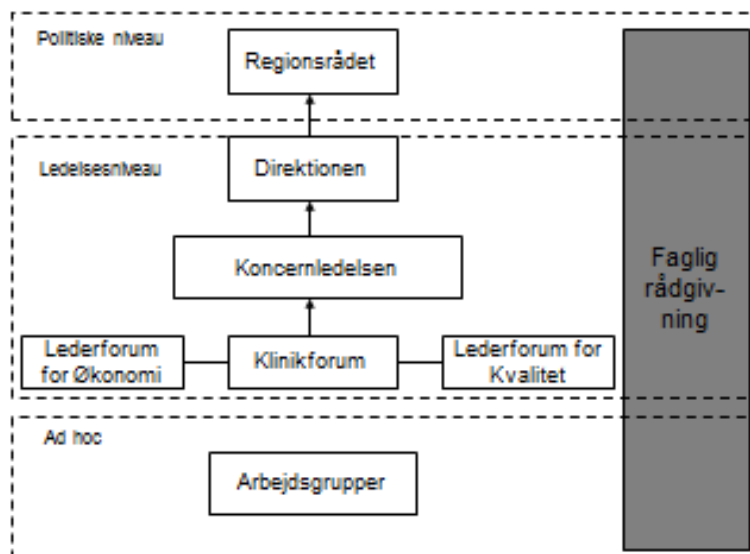 Politiske niveau
Regionsrådet
Ledelsesniveau
Direktionen
Koncernledelsen
Lederforum
for Økonomi
Klinikforum
Lederforum for
Kvalitet
Faglig
rådgiv-
ning
Ad hoc
Arbejdsgrupper